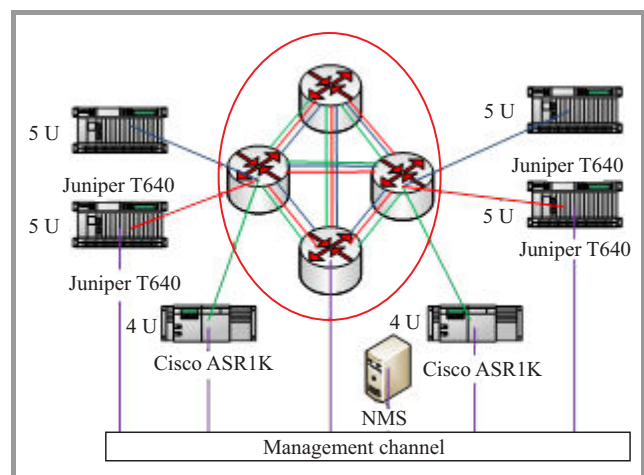 5 U
Juniper T640
5 U
Juniper T640
5 U
Juniper T640
5 U
Juniper T640
4 U
Cisco ASR1K
4 U
Cisco ASR1K
NMS
Management channel